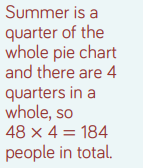 Summer is a
quarter of the
whole pie chart
and there are 4
quarters in a
whole, so
48 × 4 = 184
people in total.